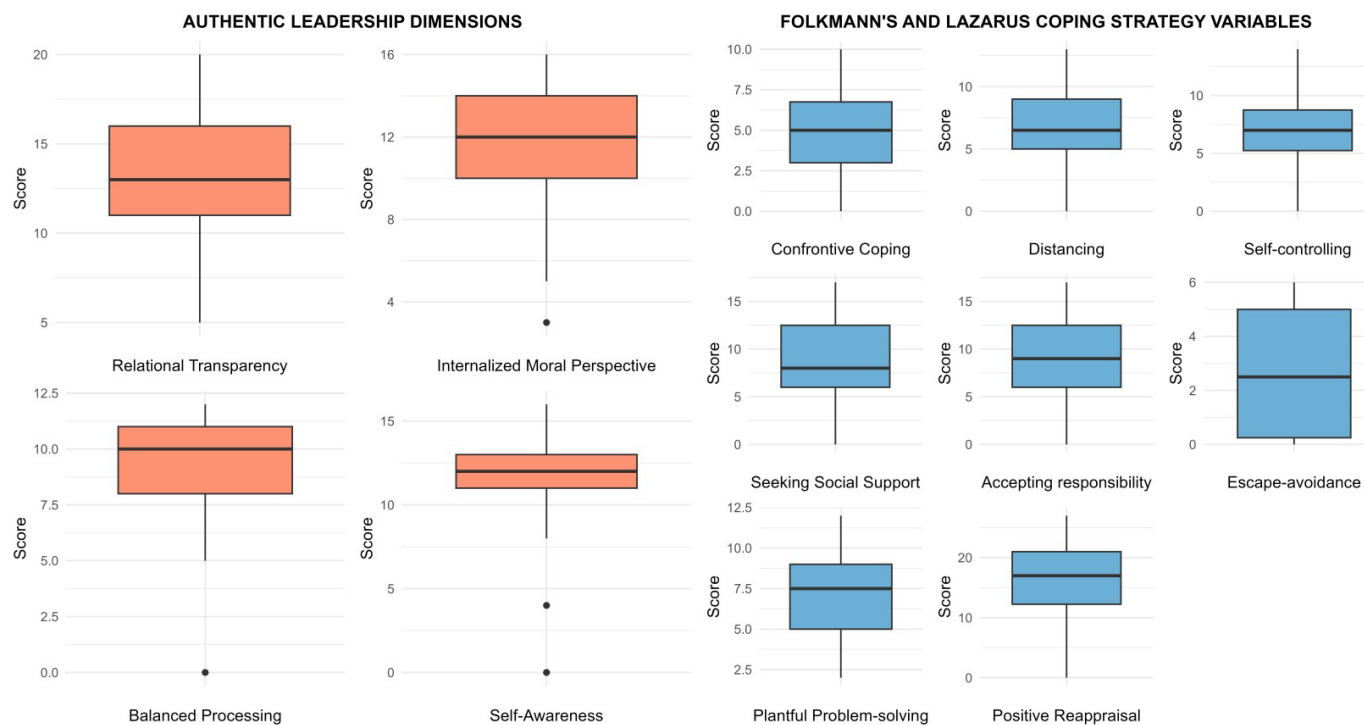 AUTHENTIC LEADERSHIP DIMENSIONS
20
15
10
5
Score
Relational Transparency
16
12
8
4
Score
Internalized Moral Perspective
12.5
10.0
7.5
5.0
2.5
0.0
Score
Balanced Processing
15
10
5
0
Score
Self-Awareness
FOLKMANN'S AND LAZARUS COPING STRATEGY VARIABLES
10.0
7.5
5.0
2.5
0.0
Score
Confrontive Coping
10
5
0
Score
Distancing
10
5
0
Score
Self-controlling
15
10
5
0
Score
Seeking Social Support
15
10
5
0
Score
Accepting responsibility
6
4
2
0
Score
Escape-avoidance
12.5
10.0
7.5
5.0
2.5
Score
Plantful Problem-solving
20
10
0
Score
Positive Reappraisal